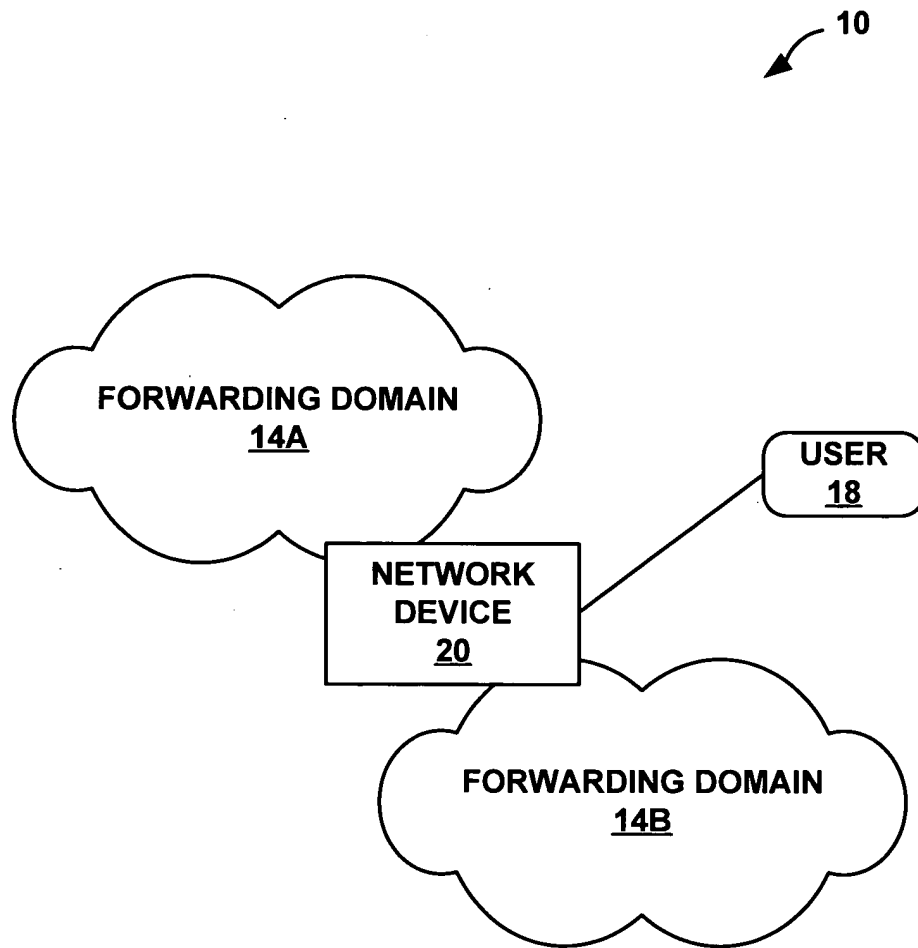 10
FORWARDING DOMAIN
14A
USER
18
NETWORK
DEVICE
20
FORWARDING DOMAIN
14B